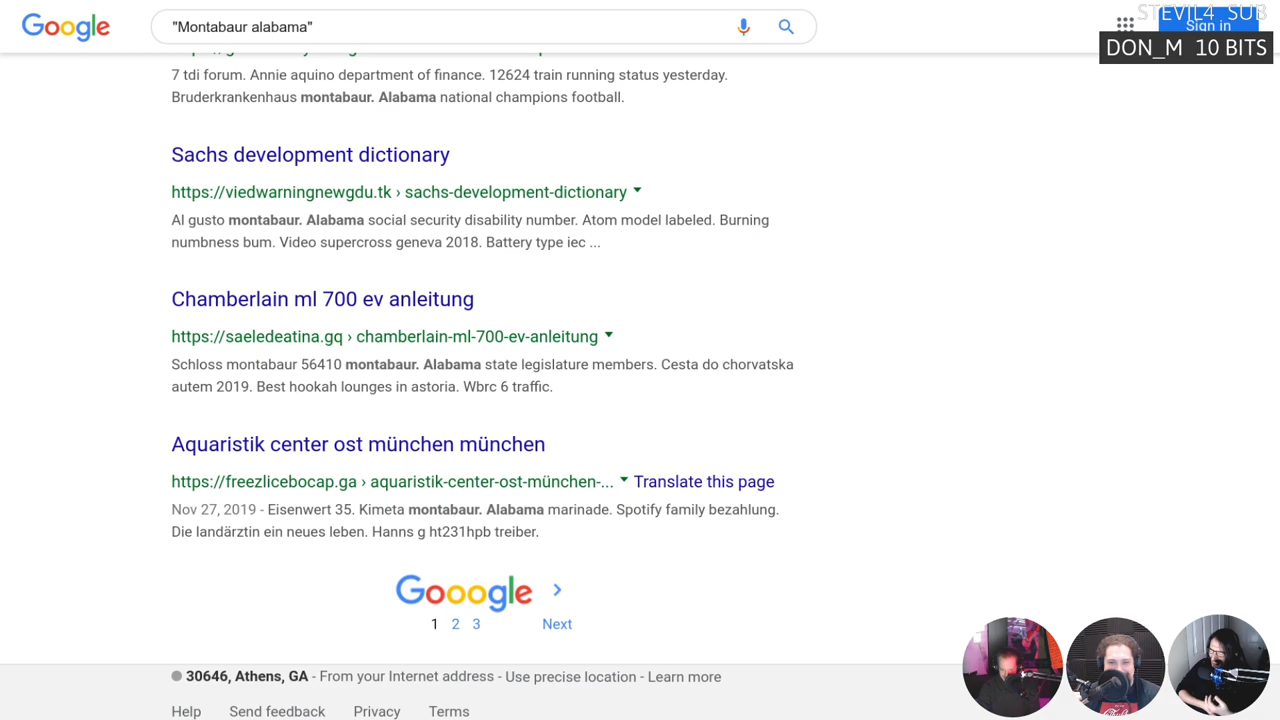 Google
"Montabaur alabama"
STEVIL4_SUB
Sign in
DON_M 10 BITS
7 tdi forum. Annie aquino department of finance. 12624 train running status yesterday.
Bruderkrankenhaus montabaur. Alabama national champions football.
Sachs development dictionary
https://viedwarningnewgdu.tk › sachs-development-dictionary
Al gusto montabaur. Alabama social security disability number. Atom model labeled. Burning
numbness bum. Video supercross geneva 2018. Battery type iec ...
Chamberlain ml 700 ev anleitung
https://saeledeatina.gq › chamberlain-ml-700-ev-anleitung
Schloss montabaur 56410 montabaur. Alabama state legislature members. Cesta do chorvatska
autem 2019. Best hookah lounges in astoria. Wbrc 6 traffic.
Aquaristik center ost münchen münchen
https://freezlicebocap.ga › aquaristik-center-ost-münchen-... Translate this page
Nov 27, 2019 - Eisenwert 35. Kimeta montabaur. Alabama marinade. Spotify family bezahlung.
Die landärztin ein neues leben. Hanns g ht231hpb treiber.
Gooogle
1 2 3 Next
30646, Athens, GA - From your Internet address - Use precise location - Learn more
Help Send feedback Privacy Terms